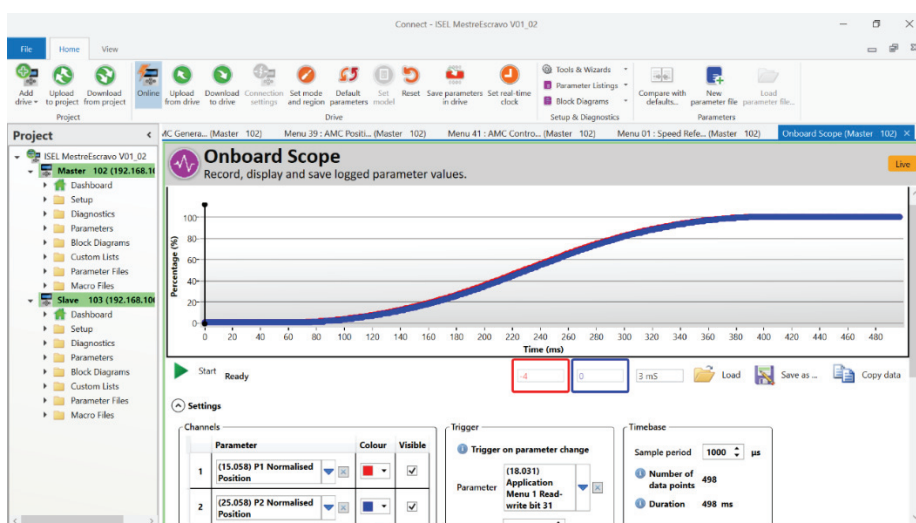 Connect - ISEL MestreEscravo V01_02
File Home View
Add drive Upload to project Download from project Online Upload from drive Download to drive Connection settings Set mode and region Default parameters Set model Reset Save parameters in drive Set real-time clock Tools & Wizards Parameter Listings Block Diagrams Compare with defaults... New parameter file Load parameter file...
Project Drive Setup & Diagnostics Parameters
Project
MC Genera... (Master 102) Menu 39 : AMC Positi... (Master 102) Menu 41 : AMC Contro... (Master 102) Menu 01 : Speed Refe... (Master 102) Onboard Scope (Master 102)
ISEL MestreEscravo V01_02
Master 102 (192.168.1
Dashboard
Setup
Diagnostics
Parameters
Block Diagrams
Custom Lists
Parameter Files
Macro Files
Slave 103 (192.168.10
Dashboard
Setup
Diagnostics
Parameters
Block Diagrams
Custom Lists
Parameter Files
Macro Files
Onboard Scope
Record, display and save logged parameter values.
Live
Percentage (%)
100
80
60
40
20
0
0 20 40 60 80 100 120 140 160 180 200 220 240 260 280 300 320 340 360 380 400 420 440 460 480
Time (ms)
Start Ready -4 0 3 mS Load Save as ... Copy data
Settings
Channels
Parameter Colour Visible
1 (15.058) P1 Normalised Position
2 (25.058) P2 Normalised Position
Trigger
Trigger on parameter change
Parameter (18.031) Application Menu 1 Read-write bit 31
Timebase
Sample period 1000 µs
Number of data points 498
Duration 498 ms